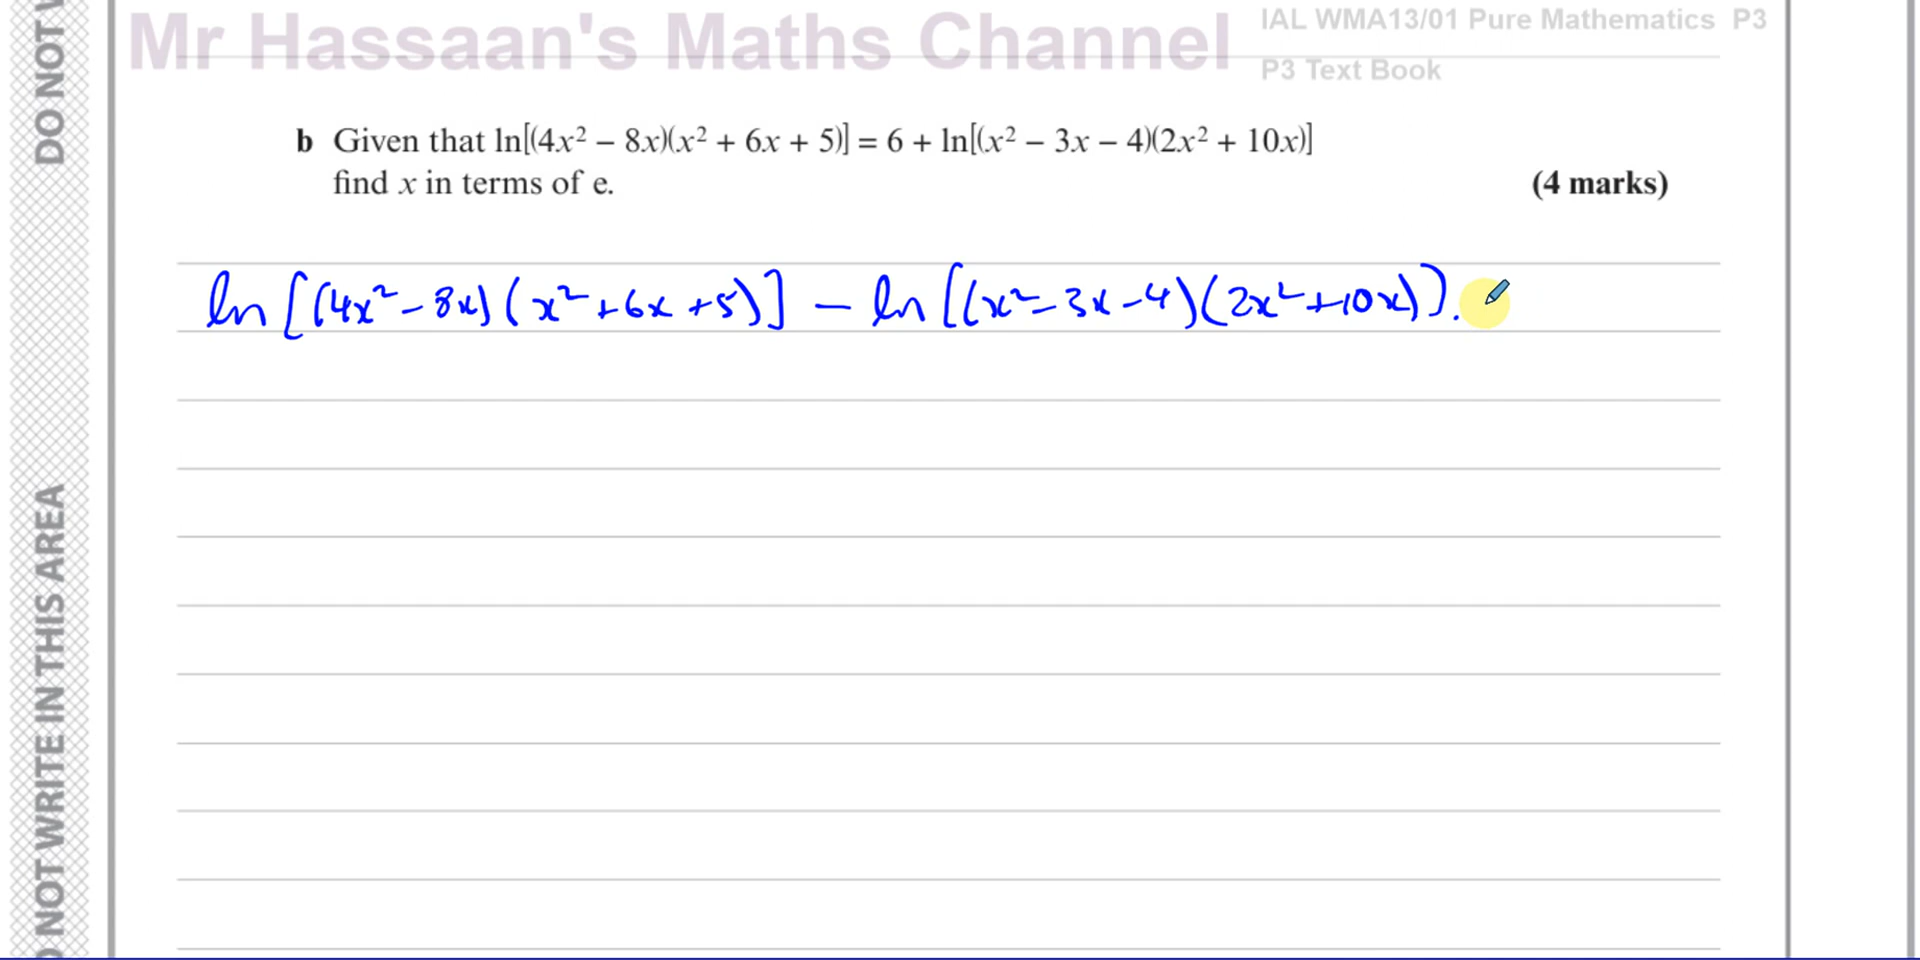 DO NOT
Mr Hassaan's Maths Channel
IAL WMA13/01 Pure Mathematics P3
P3 Text Book
b Given that ln[(4x² – 8x)(x² + 6x + 5)] = 6 + ln[(x² – 3x – 4)(2x² + 10x)]
find x in terms of e.
(4 marks)
ln [(4x² – 8x)(x² + 6x + 5)] – ln [(x² – 3x – 4)(2x² + 10x)].
NOT WRITE IN THIS AREA